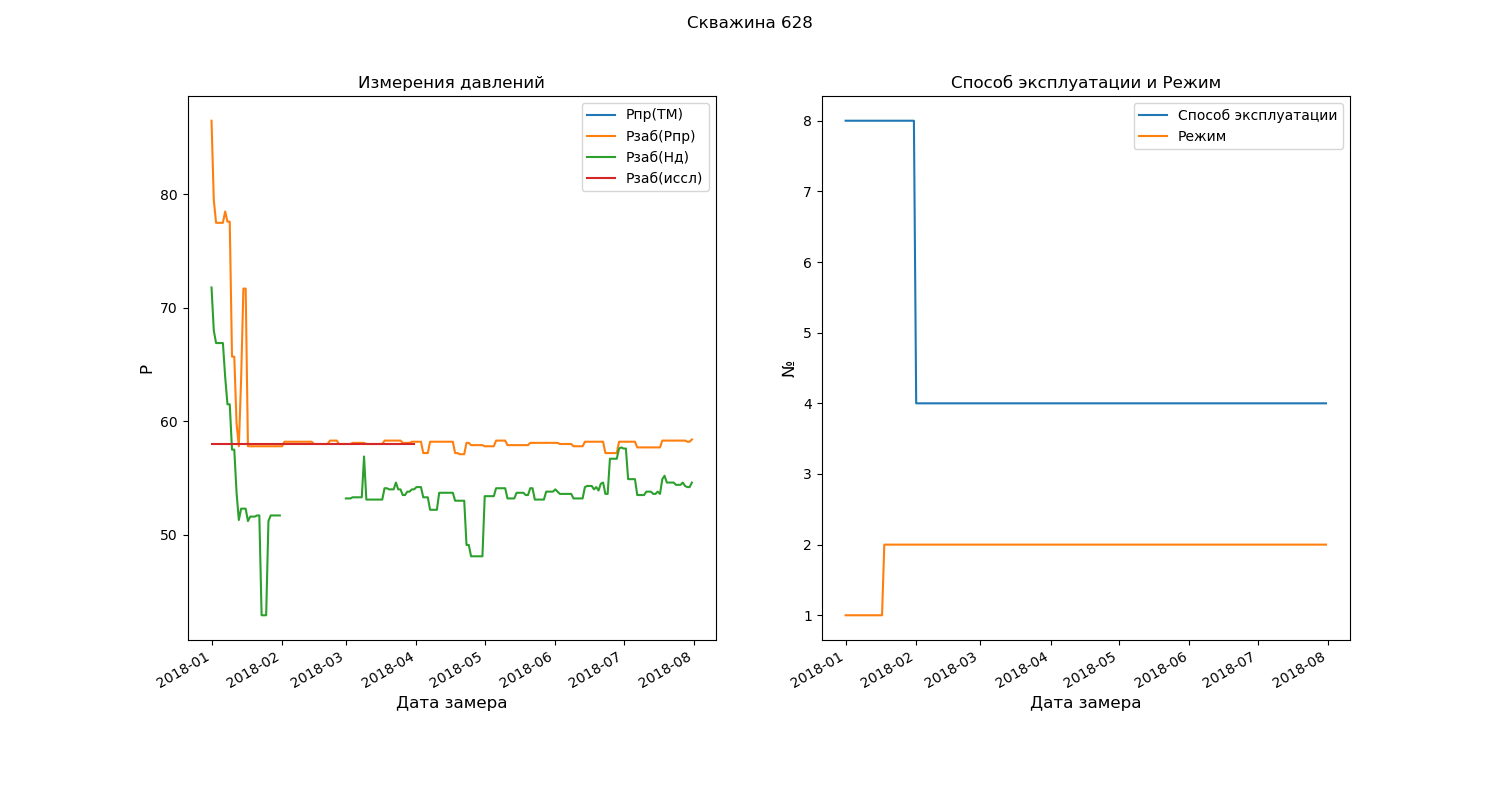 Скважина 628
Измерения давлений
Рпр(ТМ)
Рзаб(Рпр)
Рзаб(Нд)
Рзаб(иссл)
80
70
60
50
Р
2018-01
2018-02
2018-03
2018-04
2018-05
2018-06
2018-07
2018-08
Дата замера
Способ эксплуатации и Режим
Способ эксплуатации
Режим
8
7
6
5
4
3
2
1
№
2018-01
2018-02
2018-03
2018-04
2018-05
2018-06
2018-07
2018-08
Дата замера